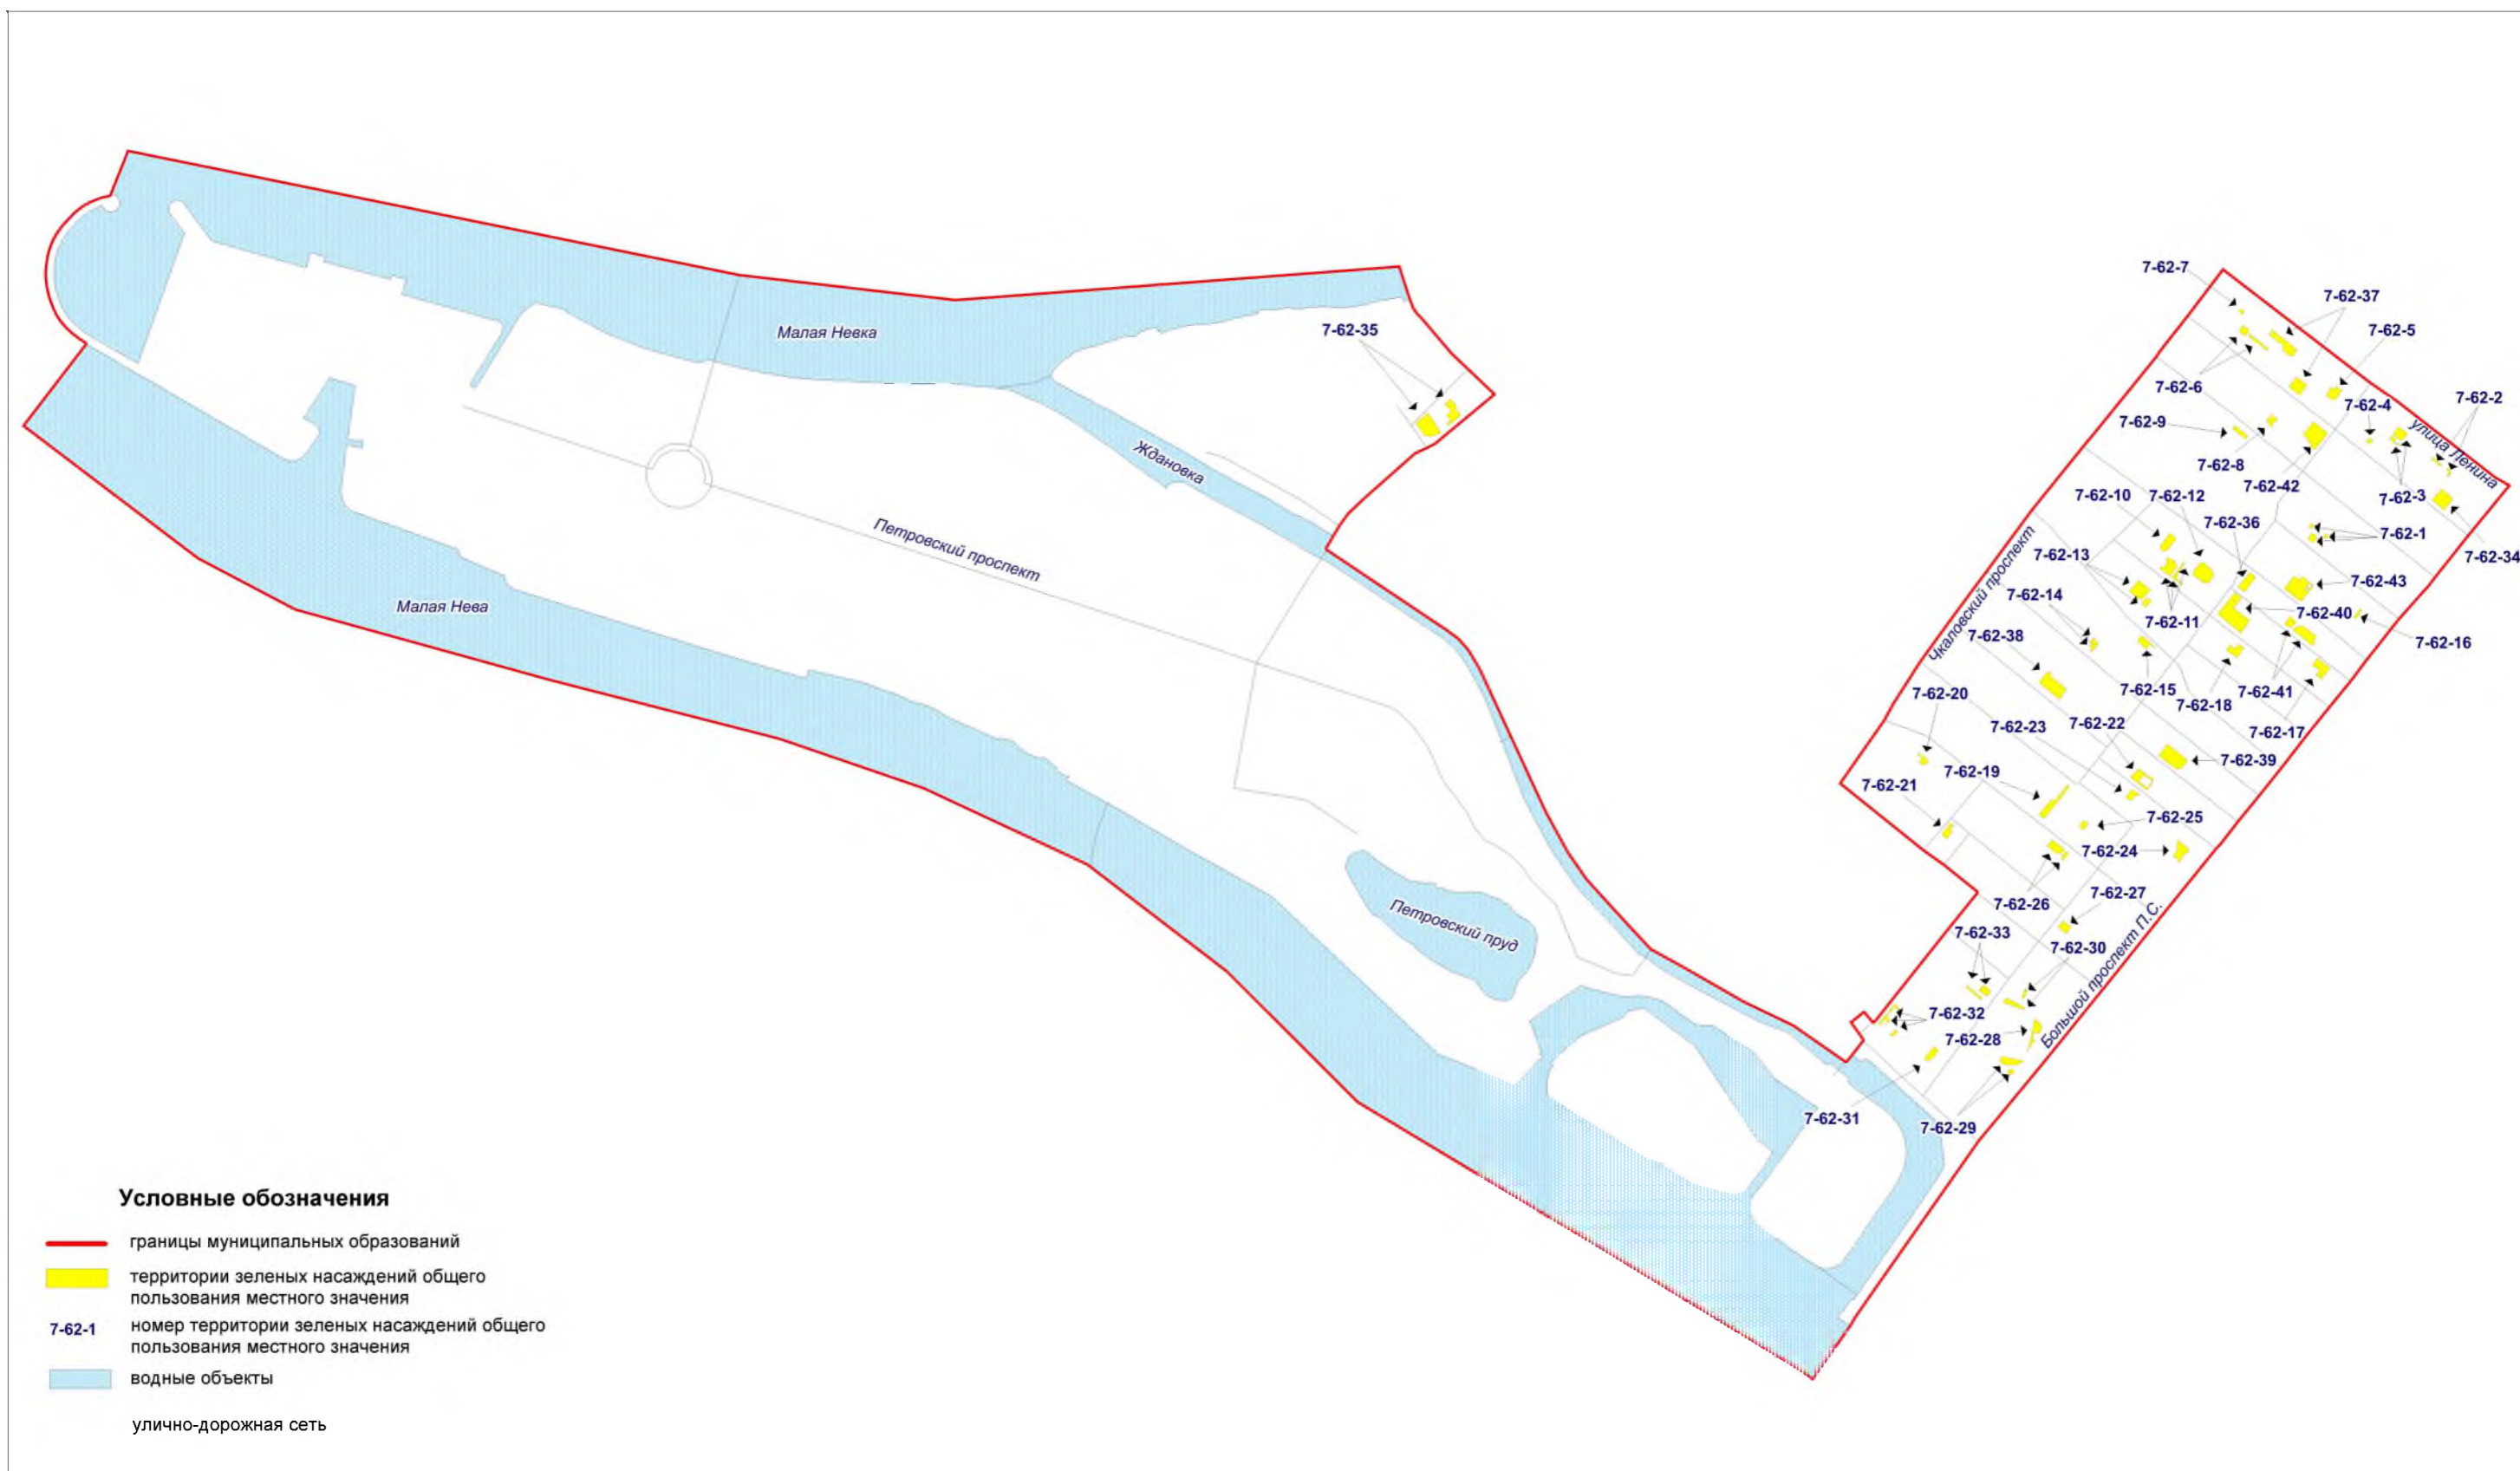 7-62-7
7-62-37
Малая Невка
7-62-35
7-62-5
7-62-6
7-62-4
7-62-2
7-62-9
улица Ленина
Ждановка
7-62-8
7-62-42
7-62-3
7-62-10
7-62-12
7-62-36
Петровский проспект
7-62-1
7-62-13
7-62-34
7-62-43
Чкаловский проспект
7-62-14
Малая Нева
7-62-40
7-62-11
7-62-38
7-62-16
7-62-20
7-62-15
7-62-41
7-62-18
7-62-23
7-62-22
7-62-17
7-62-39
7-62-19
7-62-21
7-62-25
7-62-24
7-62-27
7-62-26
Петровский пруд
7-62-33
7-62-30
Большой проспект П.С.
7-62-32
7-62-28
7-62-31
7-62-29
Условные обозначения
границы муниципальных образований
территории зеленых насаждений общего
пользования местного значения
7-62-1
номер территории зеленых насаждений общего
пользования местного значения
водные объекты
улично-дорожная сеть